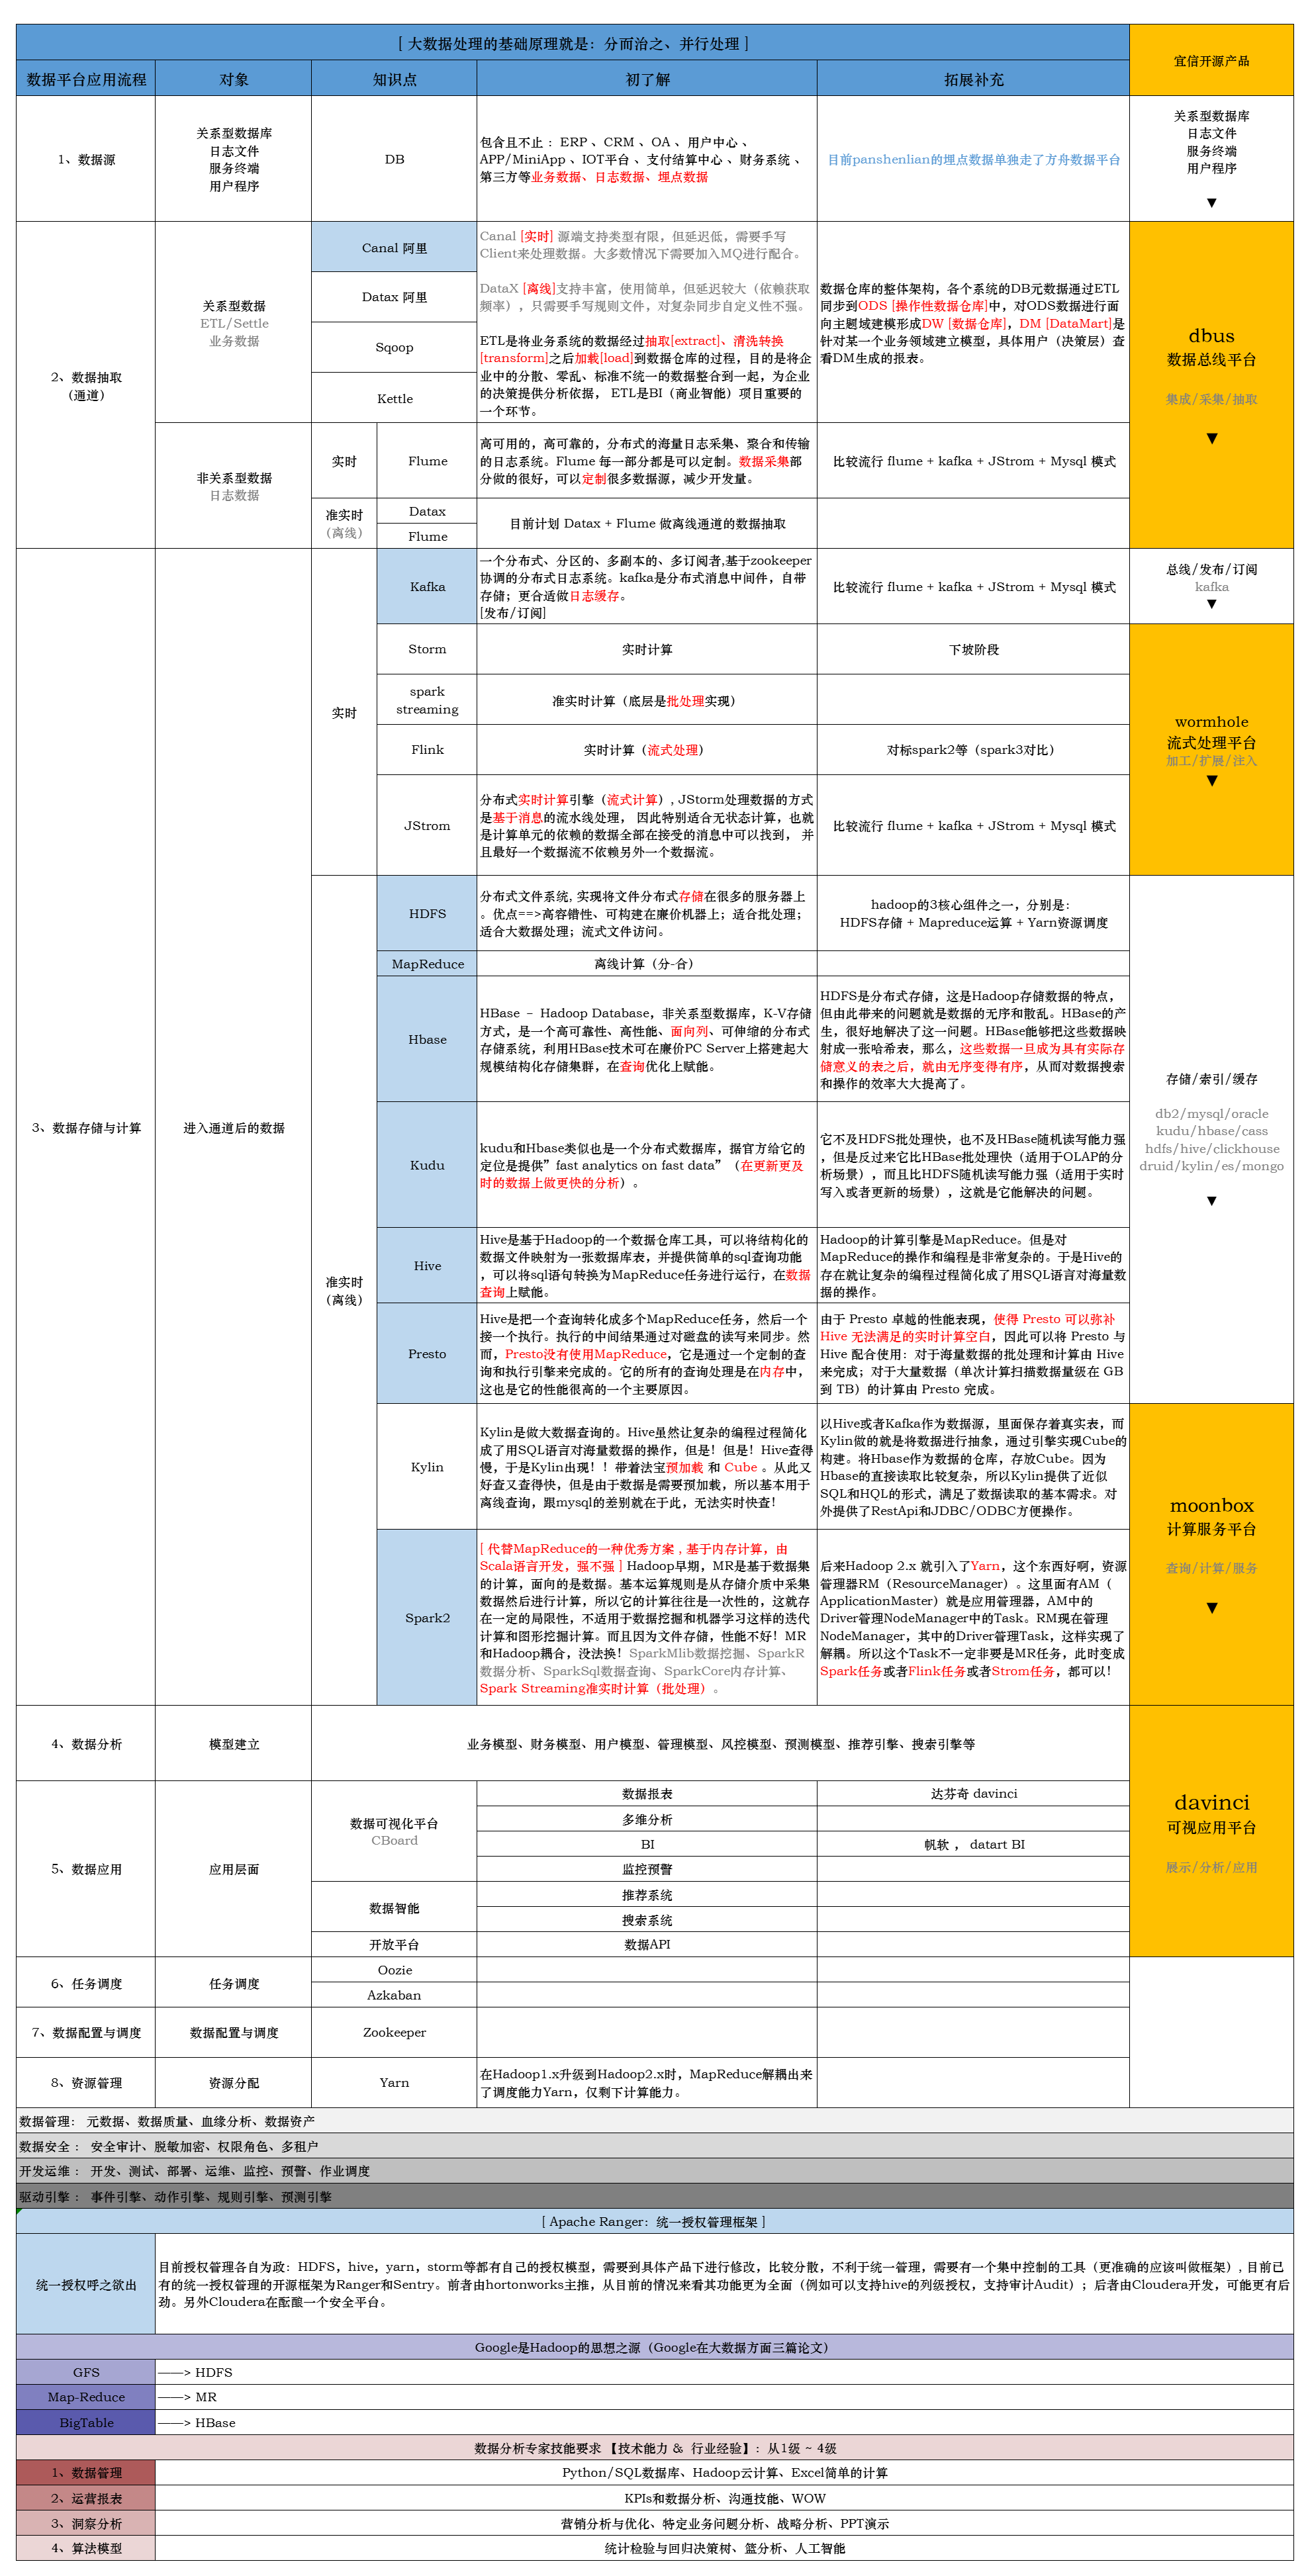 [ 大数据处理的基础原理就是：分而治之、并行处理 ]
宜信开源产品
数据平台应用流程
对象
知识点
初了解
拓展补充
1、数据源
关系型数据库
日志文件
服务终端
用户程序
DB
包含且不止 ： ERP 、CRM 、OA 、用户中心 、
APP/MiniApp 、IOT平台 、支付结算中心 、财务系统 、
第三方等业务数据、日志数据、埋点数据
目前panshenlian的埋点数据单独走了方舟数据平台
关系型数据库
日志文件
服务终端
用户程序
▼
2、数据抽取
（通道）
关系型数据
ETL/Settle
业务数据
Canal 阿里
Datax 阿里
Sqoop
Kettle
Canal [实时] 源端支持类型有限，但延迟低，需要手写
Client来处理数据。大多数情况下需要加入MQ进行配合。
DataX [离线]支持丰富，使用简单，但延迟较大（依赖获取
频率），只需要手写规则文件，对复杂同步自定义性不强。
ETL是将业务系统的数据经过抽取[extract]、清洗转换
[transform]之后加载[load]到数据仓库的过程，目的是将企
业中的分散、零乱、标准不统一的数据整合到一起，为企业
的决策提供分析依据， ETL是BI（商业智能）项目重要的
一个环节。
数据仓库的整体架构，各个系统的DB元数据通过ETL
同步到ODS [操作性数据仓库]中，对ODS数据进行面
向主题域建模形成DW [数据仓库]，DM [DataMart]是
针对某一个业务领域建立模型，具体用户（决策层）查
看DM生成的报表。
dbus
数据总线平台
集成/采集/抽取
▼
非关系型数据
日志数据
实时
Flume
高可用的，高可靠的，分布式的海量日志采集、聚合和传输
的日志系统。Flume 每一部分都是可以定制。数据采集部
分做的很好，可以定制很多数据源，减少开发量。
比较流行 flume + kafka + JStrom + Mysql 模式
准实时
（离线）
Datax
Flume
目前计划 Datax + Flume 做离线通道的数据抽取
3、数据存储与计算
进入通道后的数据
实时
Kafka
一个分布式、分区的、多副本的、多订阅者,基于zookeeper
协调的分布式日志系统。kafka是分布式消息中间件，自带
存储；更合适做日志缓存。
[发布/订阅]
比较流行 flume + kafka + JStrom + Mysql 模式
总线/发布/订阅
kafka
▼
Storm
实时计算
下坡阶段
spark
streaming
准实时计算（底层是批处理实现）
Flink
实时计算（流式处理）
对标spark2等（spark3对比）
JStrom
分布式实时计算引擎（流式计算）, JStorm处理数据的方式
是基于消息的流水线处理， 因此特别适合无状态计算，也就
是计算单元的依赖的数据全部在接受的消息中可以找到， 并
且最好一个数据流不依赖另外一个数据流。
比较流行 flume + kafka + JStrom + Mysql 模式
wormhole
流式处理平台
加工/扩展/注入
▼
准实时
（离线）
HDFS
分布式文件系统, 实现将文件分布式存储在很多的服务器上
。优点==>高容错性、可构建在廉价机器上；适合批处理；
适合大数据处理；流式文件访问。
hadoop的3核心组件之一，分别是：
HDFS存储 + Mapreduce运算 + Yarn资源调度
MapReduce
离线计算（分-合）
Hbase
HBase – Hadoop Database，非关系型数据库，K-V存储
方式，是一个高可靠性、高性能、面向列、可伸缩的分布式
存储系统，利用HBase技术可在廉价PC Server上搭建起大
规模结构化存储集群，在查询优化上赋能。
HDFS是分布式存储，这是Hadoop存储数据的特点，
但由此带来的问题就是数据的无序和散乱。HBase的产
生，很好地解决了这一问题。HBase能够把这些数据映
射成一张哈希表，那么，这些数据一旦成为具有实际存
储意义的表之后，就由无序变得有序，从而对数据搜索
和操作的效率大大提高了。
存储/索引/缓存
db2/mysql/oracle
kudu/hbase/cass
hdfs/hive/clickhouse
druid/kylin/es/mongo
▼
Kudu
kudu和Hbase类似也是一个分布式数据库，据官方给它的
定位是提供”fast analytics on fast data”（在更新更及
时的数据上做更快的分析）。
它不及HDFS批处理快，也不及HBase随机读写能力强
，但是反过来它比HBase批处理快（适用于OLAP的分
析场景），而且比HDFS随机读写能力强（适用于实时
写入或者更新的场景），这就是它能解决的问题。
Hive
Hive是基于Hadoop的一个数据仓库工具，可以将结构化的
数据文件映射为一张数据库表，并提供简单的sql查询功能
，可以将sql语句转换为MapReduce任务进行运行，在数据
查询上赋能。
Hadoop的计算引擎是MapReduce。但是对
MapReduce的操作和编程是非常复杂的。于是Hive的
存在就让复杂的编程过程简化成了用SQL语言对海量数
据的操作。
Presto
Hive是把一个查询转化成多个MapReduce任务，然后一个
接一个执行。执行的中间结果通过对磁盘的读写来同步。然
而，Presto没有使用MapReduce，它是通过一个定制的查
询和执行引擎来完成的。它的所有的查询处理是在内存中，
这也是它的性能很高的一个主要原因。
由于 Presto 卓越的性能表现，使得 Presto 可以弥补
Hive 无法满足的实时计算空白，因此可以将 Presto 与
Hive 配合使用：对于海量数据的批处理和计算由 Hive
来完成；对于大量数据（单次计算扫描数据量级在 GB
到 TB）的计算由 Presto 完成。
Kylin
Kylin是做大数据查询的。Hive虽然让复杂的编程过程简化
成了用SQL语言对海量数据的操作，但是！但是！Hive查得
慢，于是Kylin出现！！带着法宝预加载 和 Cube 。从此又
好查又查得快，但是由于数据是需要预加载，所以基本用于
离线查询，跟mysql的差别就在于此，无法实时快查！
以Hive或者Kafka作为数据源，里面保存着真实表，而
Kylin做的就是将数据进行抽象，通过引擎实现Cube的
构建。将Hbase作为数据的仓库，存放Cube。因为
Hbase的直接读取比较复杂，所以Kylin提供了近似
SQL和HQL的形式，满足了数据读取的基本需求。对
外提供了RestApi和JDBC/ODBC方便操作。
moonbox
计算服务平台
查询/计算/服务
▼
Spark2
[ 代替MapReduce的一种优秀方案 , 基于内存计算，由
Scala语言开发，强不强 ] Hadoop早期，MR是基于数据集
的计算，面向的是数据。基本运算规则是从存储介质中采集
数据然后进行计算，所以它的计算往往是一次性的，这就存
在一定的局限性，不适用于数据挖掘和机器学习这样的迭代
计算和图形挖掘计算。而且因为文件存储，性能不好！MR
和Hadoop耦合，没法换！SparkMlib数据挖掘、SparkR
数据分析、SparkSql数据查询、SparkCore内存计算、
Spark Streaming准实时计算（批处理）。
后来Hadoop 2.x 就引入了Yarn，这个东西好啊，资源
管理器RM（ResourceManager）。这里面有AM（
ApplicationMaster）就是应用管理器，AM中的
Driver管理NodeManager中的Task。RM现在管理
NodeManager，其中的Driver管理Task，这样实现了
解耦。所以这个Task不一定非要是MR任务，此时变成
Spark任务或者Flink任务或者Strom任务，都可以！
4、数据分析
模型建立
业务模型、财务模型、用户模型、管理模型、风控模型、预测模型、推荐引擎、搜索引擎等
davinci
可视应用平台
展示/分析/应用
5、数据应用
应用层面
数据可视化平台
CBoard
数据报表
达芬奇 davinci
多维分析
BI
帆软 ， datart BI
监控预警
数据智能
推荐系统
搜索系统
开放平台
数据API
6、任务调度
任务调度
Oozie
Azkaban
7、数据配置与调度
数据配置与调度
Zookeeper
8、资源管理
资源分配
Yarn
在Hadoop1.x升级到Hadoop2.x时，MapReduce解耦出来
了调度能力Yarn，仅剩下计算能力。
数据管理： 元数据、数据质量、血缘分析、数据资产
数据安全 ： 安全审计、脱敏加密、权限角色、多租户
开发运维 ： 开发、测试、部署、运维、监控、预警、作业调度
驱动引擎 ： 事件引擎、动作引擎、规则引擎、预测引擎
[ Apache Ranger：统一授权管理框架 ]
统一授权呼之欲出
目前授权管理各自为政：HDFS，hive，yarn，storm等都有自己的授权模型，需要到具体产品下进行修改，比较分散，不利于统一管理，需要有一个集中控制的工具（更准确的应该叫做框架）, 目前已
有的统一授权管理的开源框架为Ranger和Sentry。前者由hortonworks主推，从目前的情况来看其功能更为全面（例如可以支持hive的列级授权，支持审计Audit）；后者由Cloudera开发，可能更有后
劲。另外Cloudera在酝酿一个安全平台。
Google是Hadoop的思想之源（Google在大数据方面三篇论文）
GFS
——> HDFS
Map-Reduce
——> MR
BigTable
——> HBase
数据分析专家技能要求 【技术能力 & 行业经验】：从1级 ~ 4级
1、数据管理
Python/SQL数据库、Hadoop云计算、Excel简单的计算
2、运营报表
KPIs和数据分析、沟通技能、WOW
3、洞察分析
营销分析与优化、特定业务问题分析、战略分析、PPT演示
4、算法模型
统计检验与回归决策树、篮分析、人工智能